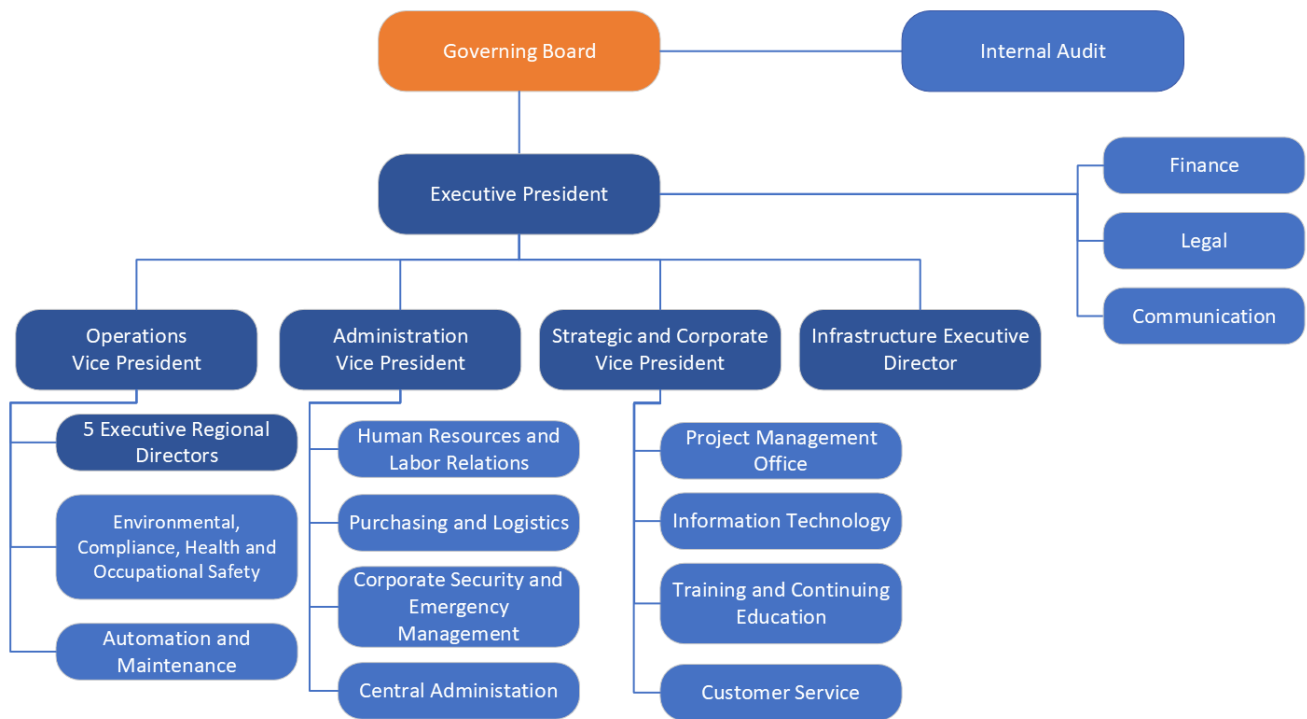 Governing Board
Internal Audit
Executive President
Finance
Legal
Communication
Operations
Vice President
Administration
Vice President
Strategic and Corporate
Vice President
Infrastructure Executive
Director
5 Executive Regional
Directors
Environmental,
Compliance, Health and
Occupational Safety
Automation and
Maintenance
Human Resources and
Labor Relations
Purchasing and Logistics
Corporate Security and
Emergency
Management
Central Administation
Project Management
Office
Information Technology
Training and Continuing
Education
Customer Service